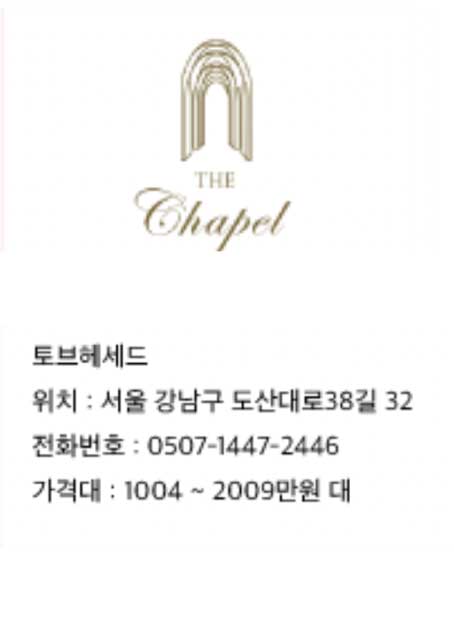 THE
Chapel
토브헤세드
위치 : 서울 강남구 도산대로38길 32
전화번호 : 0507-1447-2446
가격대 : 1004 ~ 2009만원 대